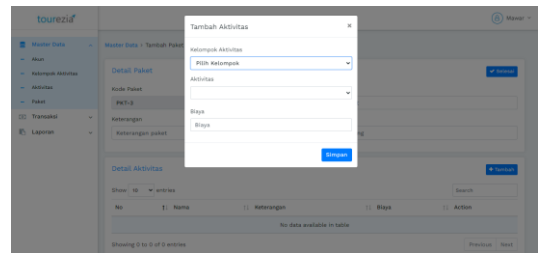 tourezia
Tambah Aktivitas
×
Mawar
Master Data
Master Data > Tambah Paket
Akun
Kelompok Aktivitas
Aktivitas
Paket
Transaksi
Laporan
Kelompok Aktivitas
Pilih Kelompok
Aktivitas
Biaya
Biaya
Simpan
Detail Paket
Kode Paket
PKT-3
Keterangan
Keterangan paket
Detail Aktivitas
+ Tambah
Show 10 entries
Search
No Nama Keterangan Biaya Action
No data available in table
Showing 0 to 0 of 0 entries
Previous Next